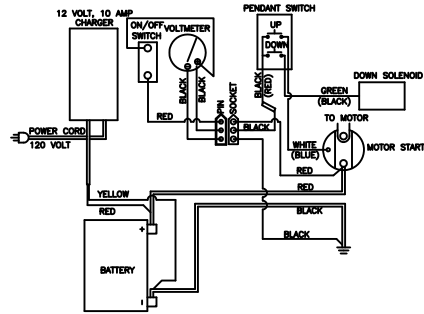 12 VOLT, 10 AMP
CHARGER
ON/OFF
SWITCH
VOLTMETER
PENDANT SWITCH
UP
DOWN
BLACK
BLACK
BLACK
(RED)
DOWN SOLENOID
GREEN
(BLACK)
PIN
SOCKET
RED
BLACK
TO MOTOR
POWER CORD
120 VOLT
WHITE
(BLUE)
MOTOR START
RED
YELLOW
RED
RED
BLACK
+
BATTERY
BLACK
-